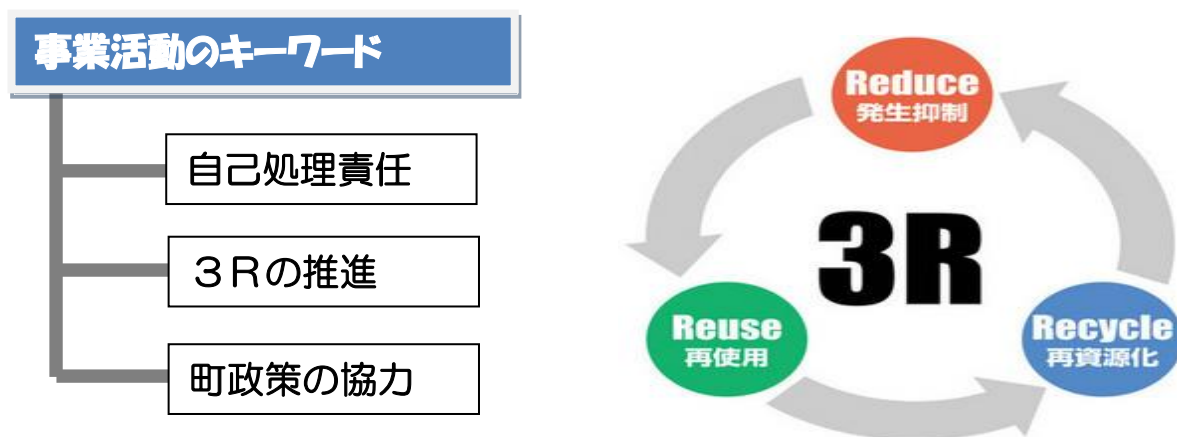 事業活動のキーワード
自己処理責任
３Ｒの推進
町政策の協力
Reduce
発生抑制
3R
Reuse
再使用
Recycle
再資源化